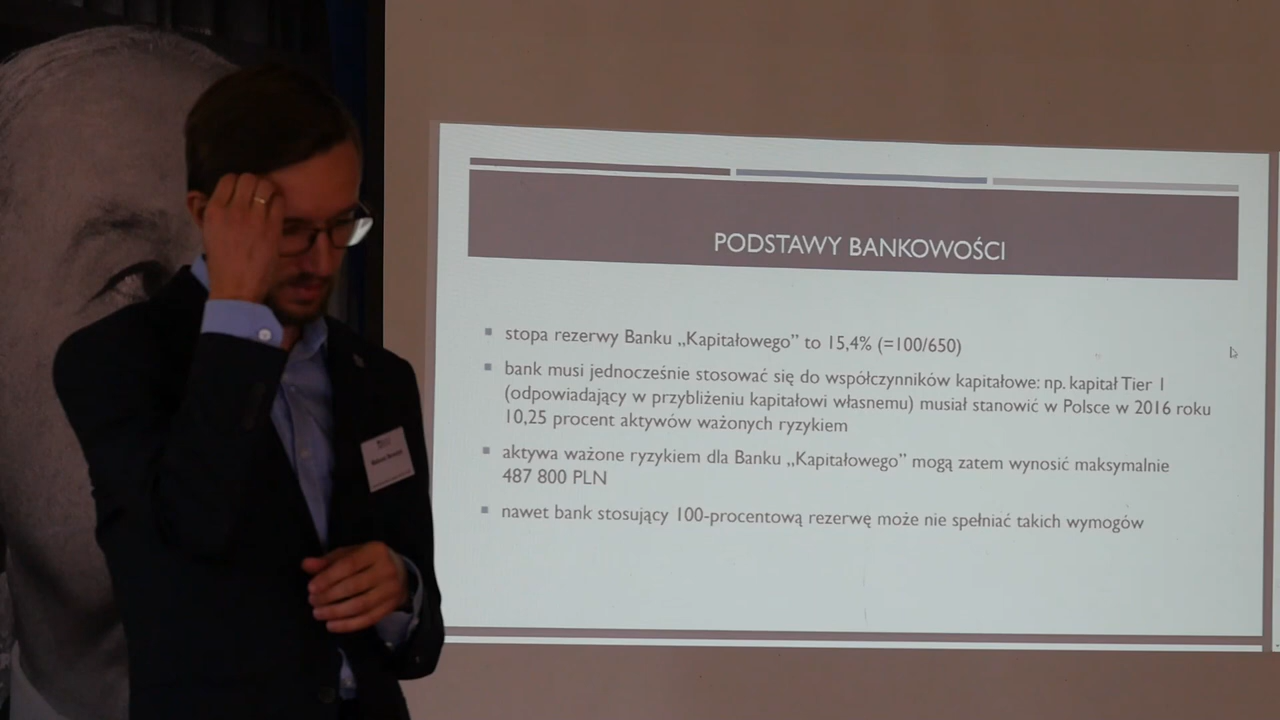 PODSTAWY BANKOWOŚCI
stopa rezerwy Banku „Kapitałowego” to 15,4% (=100/650)
bank musi jednocześnie stosować się do współczynników kapitałowe: np. kapitał Tier 1
(odpowiadający w przybliżeniu kapitałowi własnemu) musiał stanowić w Polsce w 2016 roku
10,25 procent aktywów ważonych ryzykiem
aktywa ważone ryzykiem dla Banku „Kapitałowego” mogą zatem wynosić maksymalnie
487 800 PLN
nawet bank stosujący 100-procentową rezerwę może nie spełniać takich wymogów